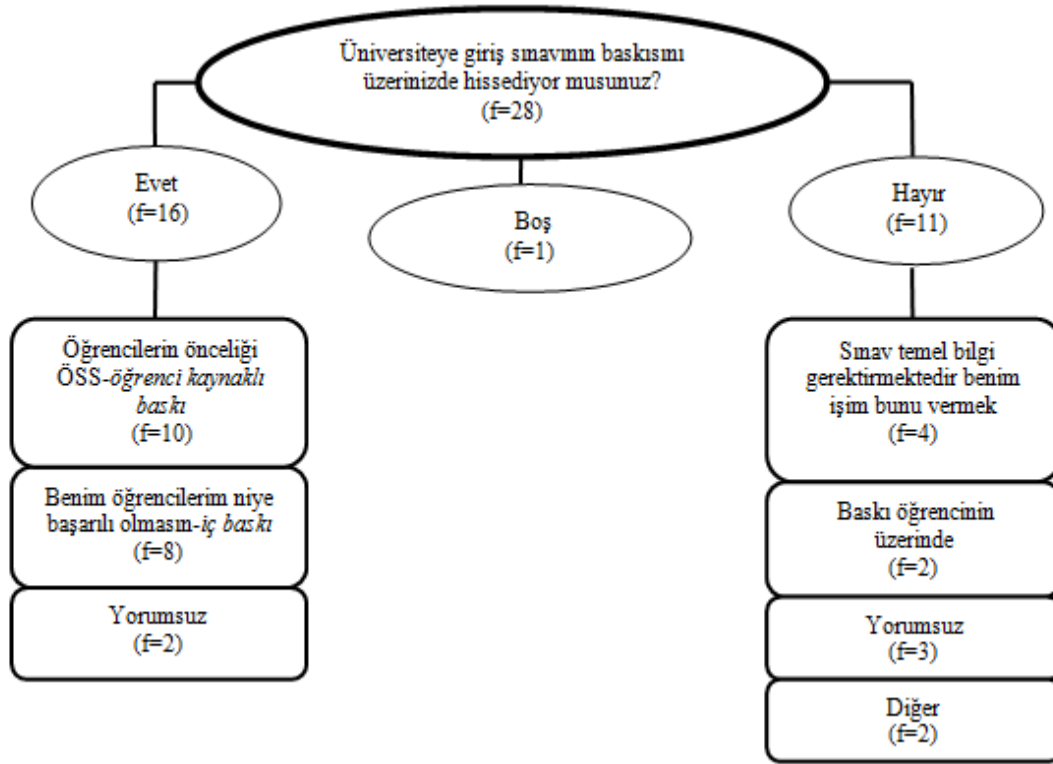 Üniversiteye giriş sınavının baskısını
üzerinizde hissediyor musunuz?
(f=28)
Evet
(f=16)
Boş
(f=1)
Hayır
(f=11)
Öğrencilerin önceliği
ÖSS-öğrenci kaynaklı
baskı
(f=10)
Benim öğrencilerim niye
başarılı olmasın-iç baskı
(f=8)
Yorumsuz
(f=2)
Sınav temel bilgi
gerektirmektedir benim
işim bunu vermek
(f=4)
Baskı öğrencinin
üzerinde
(f=2)
Yorumsuz
(f=3)
Diğer
(f=2)